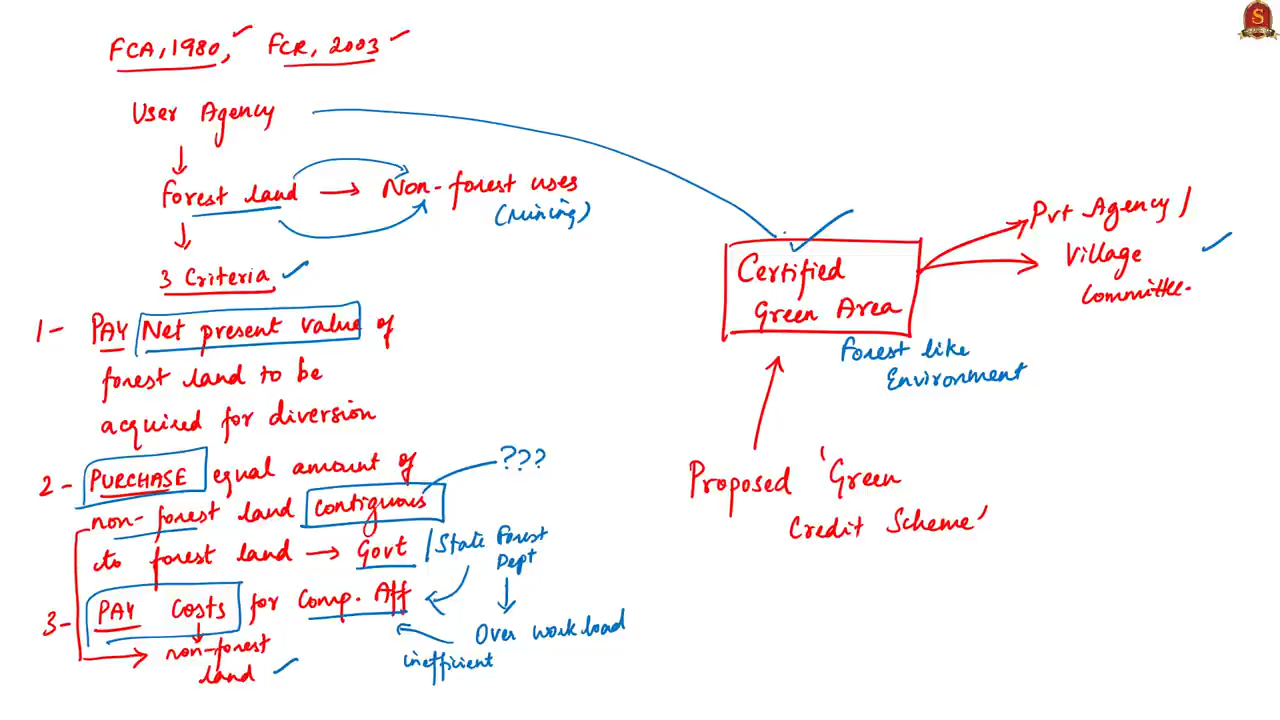 FCA, 1980, FCR, 2003
User Agency
Forest land → Non-forest uses
(Mining)
3 Criteria
1- PAY Net present value of
forest land to be
acquired for diversion
2- PURCHASE equal amount of
non-forest land contiguous
???
to forest land → Govt / State Forest
Dept
3- PAY Costs for Comp. Aff
non-forest
land
Over workload
inefficient
Certified
Green Area
Forest like
Environment
Pvt Agency /
Village
Committee.
Proposed 'Green
Credit Scheme'
S